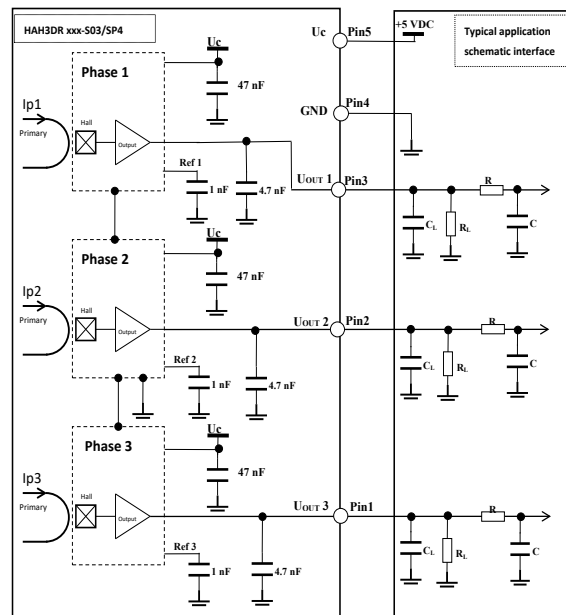 HAH3DR xxx-S03/SP4
Uc
Pin5
+5 VDC
Typical application
schematic interface
Phase 1
Uc
47 nF
Ip1
Primary
Hall
Output
GND
Pin4
Ref 1
1 nF
4.7 nF
UOUT 1
Pin3
R
CL
RL
C
Phase 2
Uc
47 nF
Ip2
Primary
Hall
Output
UOUT 2
Pin2
R
Ref 2
1 nF
4.7 nF
CL
RL
C
Phase 3
Uc
47 nF
Ip3
Primary
Hall
Output
UOUT 3
Pin1
R
Ref 3
1 nF
4.7 nF
CL
RL
C